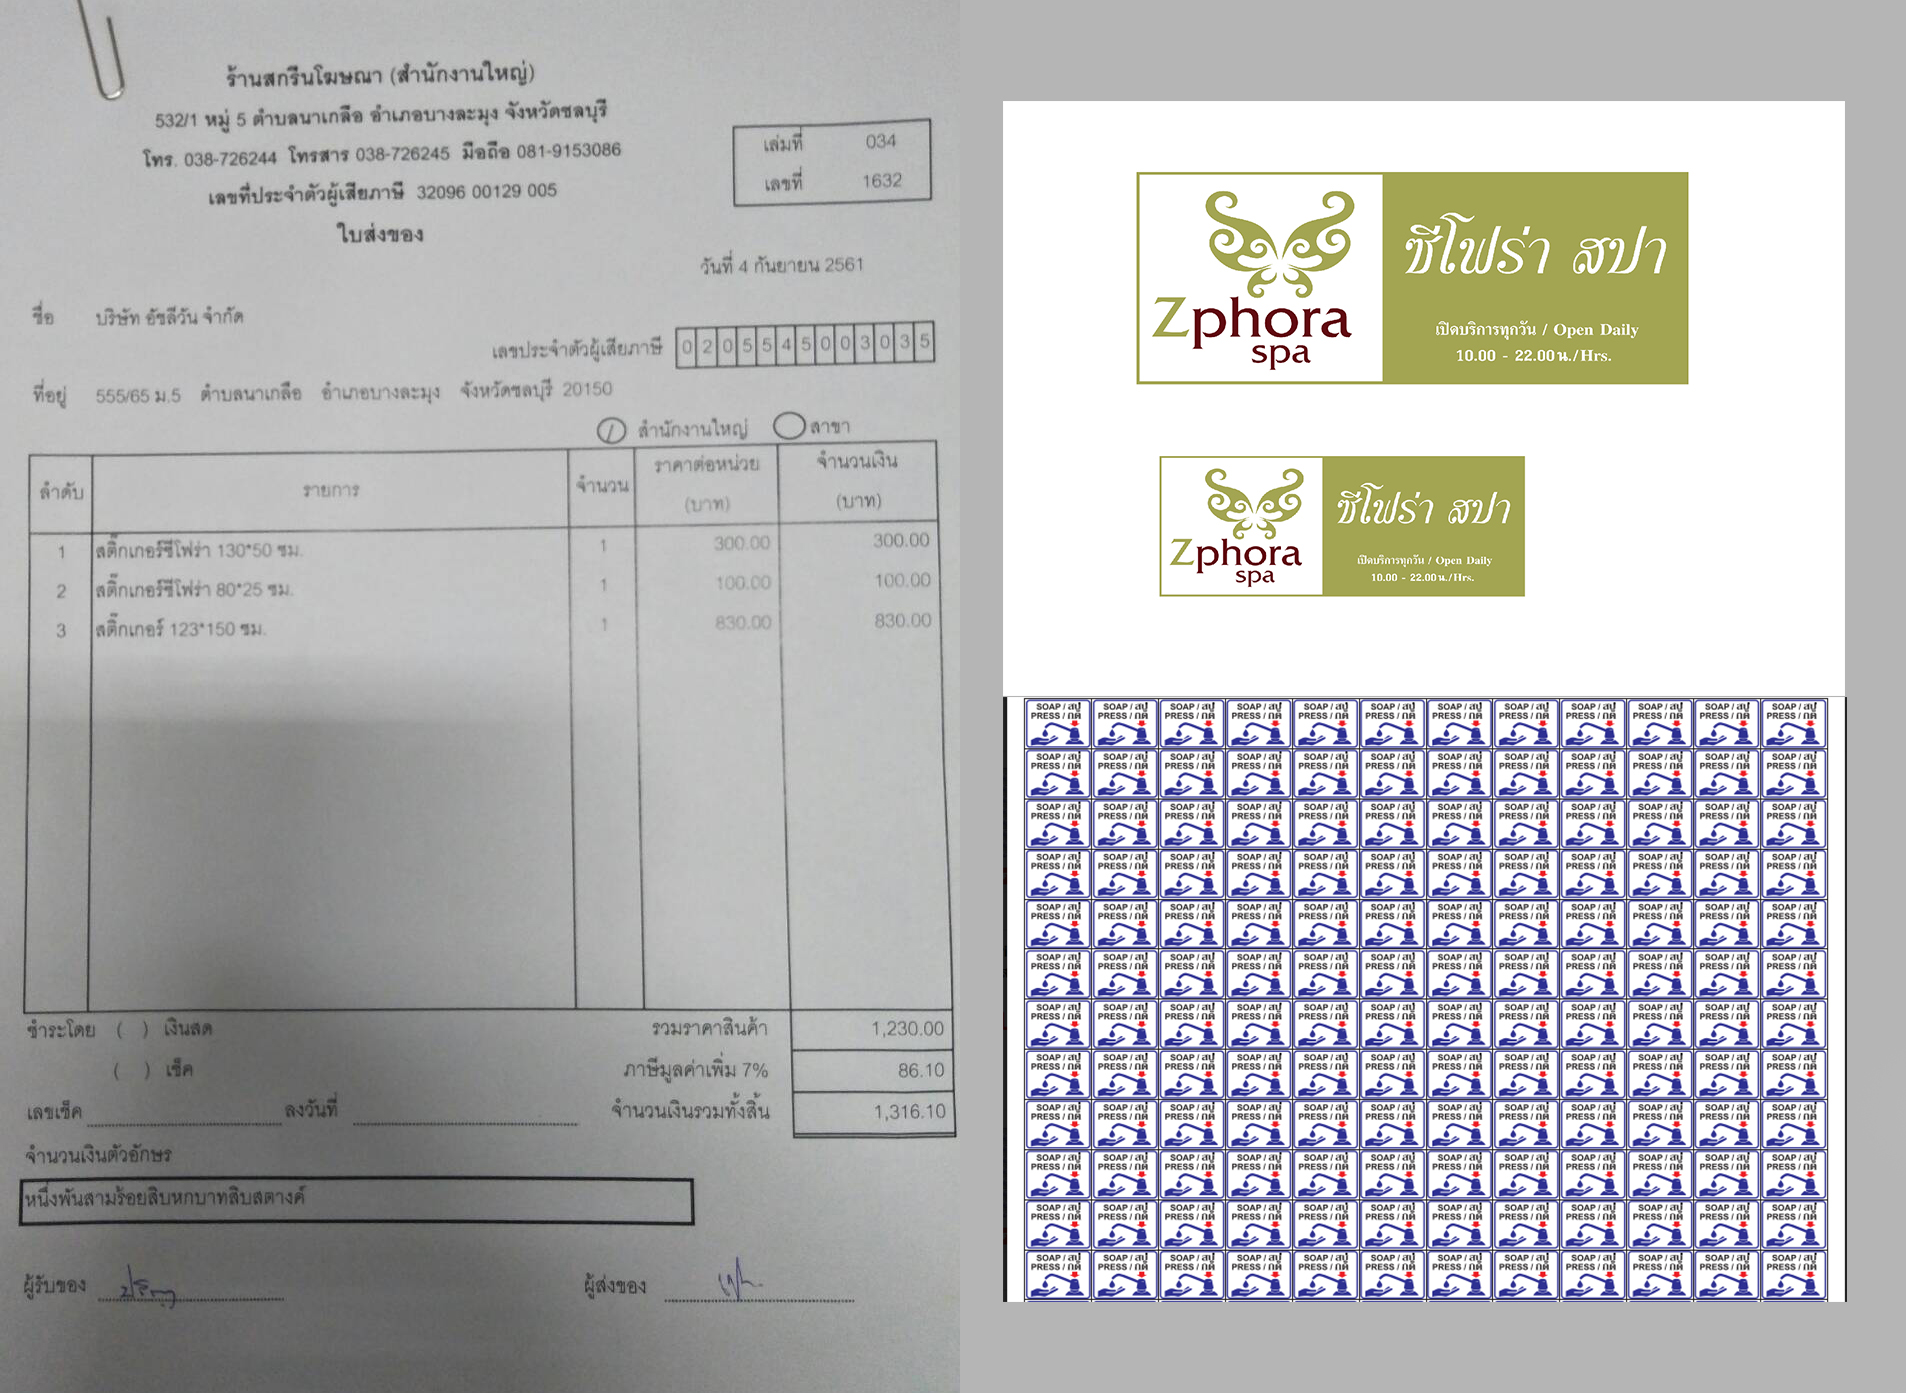 ร้านสกรีนโฆษณา (สำนักงานใหญ่)
532/1 หมู่ 5 ตำบลนาเกลือ อำเภอบางละมุง จังหวัดชลบุรี
โทร. 038-726244 โทรสาร 038-726245 มือถือ 081-9153086
เลขที่ประจำตัวผู้เสียภาษี 32096 00129 005
ใบส่งของ
เล่มที่ 034
เลขที่ 1632
วันที่ 4 กันยายน 2561
ชื่อ บริษัท อัชลีวัน จำกัด
เลขประจำตัวผู้เสียภาษี 0205545003035
ที่อยู่ 555/65 ม.5 ตำบลนาเกลือ อำเภอบางละมุง จังหวัดชลบุรี 20150
สำนักงานใหญ่ สาขา
ลำดับ รายการ จำนวน ราคาต่อหน่วย (บาท) จำนวนเงิน (บาท)
1 สติ๊กเกอร์ซีโฟร่า 130*50 ซม. 1 300.00 300.00
2 สติ๊กเกอร์ซีโฟร่า 80*25 ซม. 1 100.00 100.00
3 สติ๊กเกอร์ 123*150 ซม. 1 830.00 830.00
ชำระโดย ( ) เงินสด รวมราคาสินค้า 1,230.00
( ) เช็ค ภาษีมูลค่าเพิ่ม 7% 86.10
เลขเช็ค ลงวันที่ จำนวนเงินรวมทั้งสิ้น 1,316.10
จำนวนเงินตัวอักษร
หนึ่งพันสามร้อยสิบหกบาทสิบสตางค์
ผู้รับของ ผู้ส่งของ
Zphora
spa
ซีโฟร่า สปา
เปิดบริการทุกวัน / Open Daily
10.00 - 22.00 น./Hrs.
Zphora
spa
ซีโฟร่า สปา
เปิดบริการทุกวัน / Open Daily
10.00 - 22.00 น./Hrs.
SOAP / สบู่
PRESS / กด